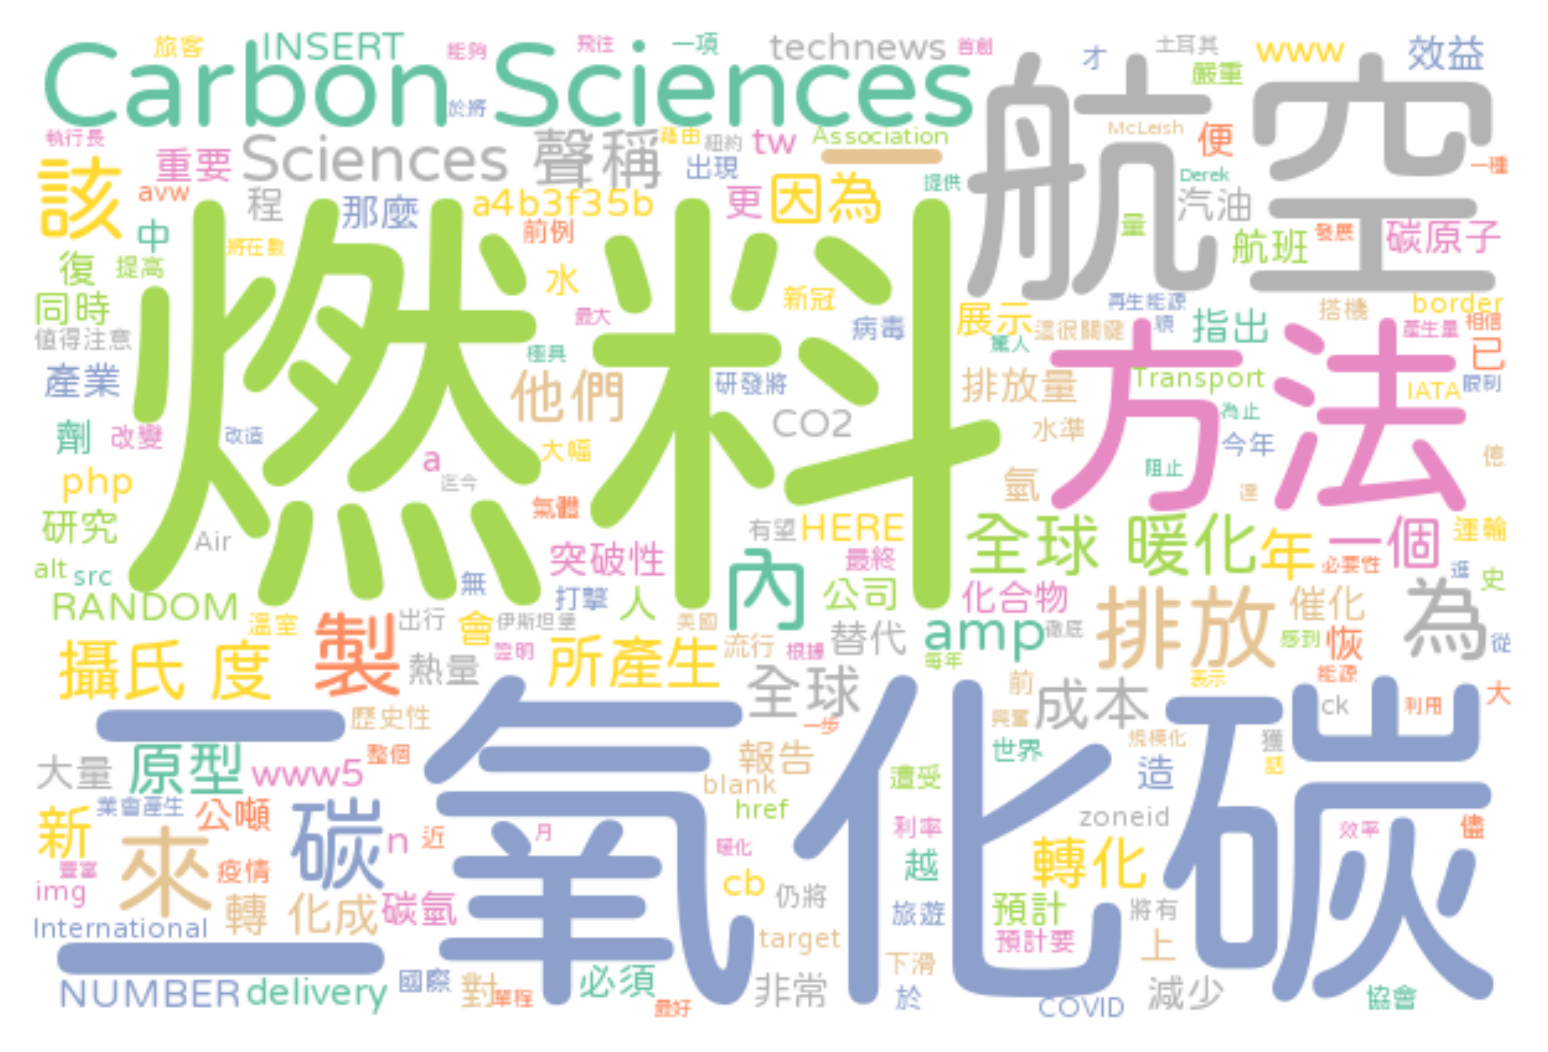 旅客 INSERT 能夠 飛往 一項 technews 首創 才 土耳其 www 效益
Carbon Sciences 航空 嚴重
於將
執行長 重要 Sciences 聲稱 藉由 紐約 tw Association McLeish 便 一種
該 avw 出現 提供 Derek
程 那麼 a4b3f35b 更 因為 汽油
中 將在數 前例 量 航班 發展 碳原子
復 提高 水 新冠 再生能源 搭機 border
同時 燃料 最大 病毒 展示 這很關鍵 指出 產生量 相信
值得注意 極具 驚人 方法 已
產業 他們 研發將 排放量 Transport IATA 限制
劑 改變 改造 CO2 水準 為止 今年
a 大幅 阻止
php 迄今 氫
研究 Air 氣體 有望 HERE 全球 暖化 年 一個 運輸
alt src 無 突破性 最終 必要性 進 史
RANDOM 打擊 人 內 公司 化合物 排放 催化 為
溫室 出行 會 伊斯坦堡 美國 流行 根據 替代 amp 徹底 感到 恢 從
攝氏 度 製 熱量 證明 所產生 每年 能源
全球 前 成本 表示 ck 利用 大
歷史性 一步 興奮 規模化 獲
二氧化碳
大量 原型 www5 整個 報告 世界 造 話
業會產生 blank 遭受
新 公噸 碳 href zoneid
n 近 月 利率 效率 儘
豐富 來 疫情 暖化 越 轉化
img cb 仍將
International 轉 化成 碳氫 旅遊 預計 將有
target 預計要 上
NUMBER delivery 國際 對 單程 必須 最好 非常 下滑 於 COVID 減少 協會